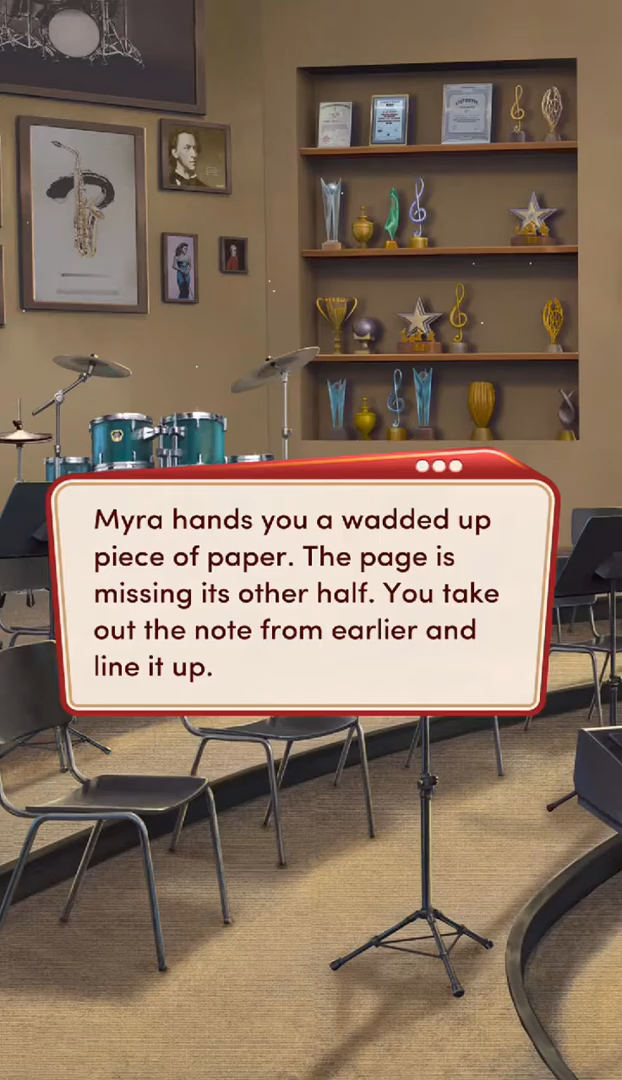 Myra hands you a wadded up
piece of paper. The page is
missing its other half. You take
out the note from earlier and
line it up.